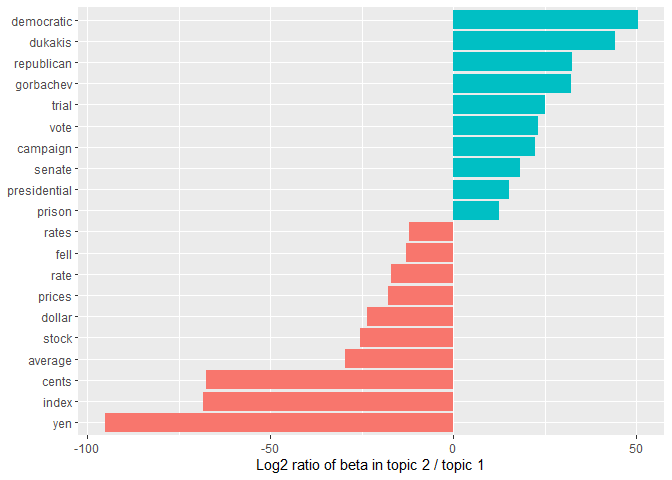 democratic
dukakis
republican
gorbachev
trial
vote
campaign
senate
presidential
prison
rates
fell
rate
prices
dollar
stock
average
cents
index
yen
-100 -50 0 50
Log2 ratio of beta in topic 2 / topic 1